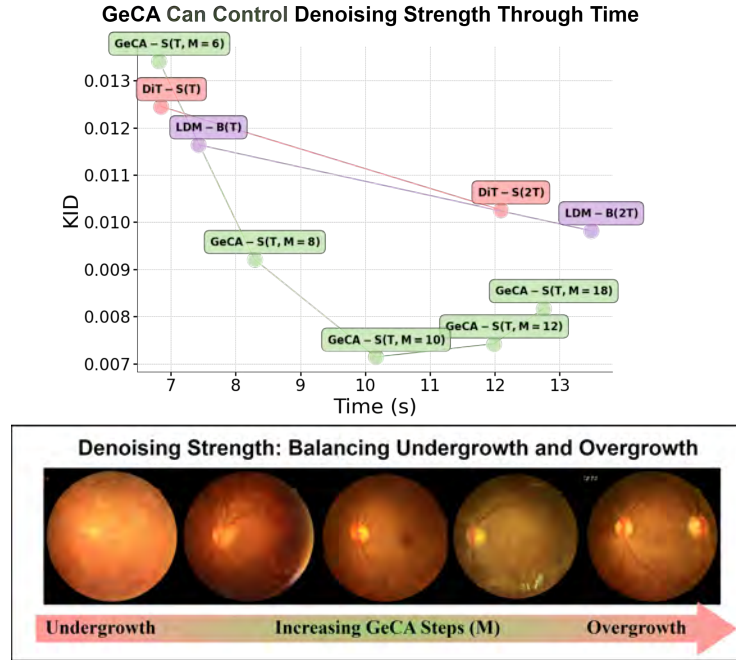 GeCA Can Control Denoising Strength Through Time
GeCA – S(T, M = 6)
0.013
DiT – S(T)
0.012
LDM – B(T)
0.011
DiT – S(2T)
LDM – B(2T)
KID
0.010
GeCA – S(T, M = 8)
0.009
GeCA – S(T, M = 18)
0.008
GeCA – S(T, M = 12)
GeCA – S(T, M = 10)
0.007
7 8 9 10 11 12 13
Time (s)
Denoising Strength: Balancing Undergrowth and Overgrowth
Undergrowth Increasing GeCA Steps (M) Overgrowth